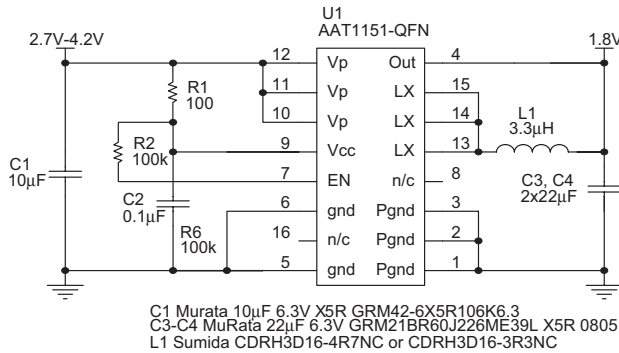 U1
AAT1151-QFN
2.7V-4.2V
1.8V
12 Vp Out 4
R1
100
11 Vp LX 15
10 Vp LX 14
L1
3.3µH
R2
100k
9 Vcc LX 13
C1
10µF
7 EN n/c 8
C3, C4
2x22µF
C2
0.1µF
6 gnd Pgnd 3
R6
100k
16 n/c Pgnd 2
5 gnd Pgnd 1
C1 Murata 10µF 6.3V X5R GRM42-6X5R106K6.3
C3-C4 MuRata 22µF 6.3V GRM21BR60J226ME39L X5R 0805
L1 Sumida CDRH3D16-4R7NC or CDRH3D16-3R3NC